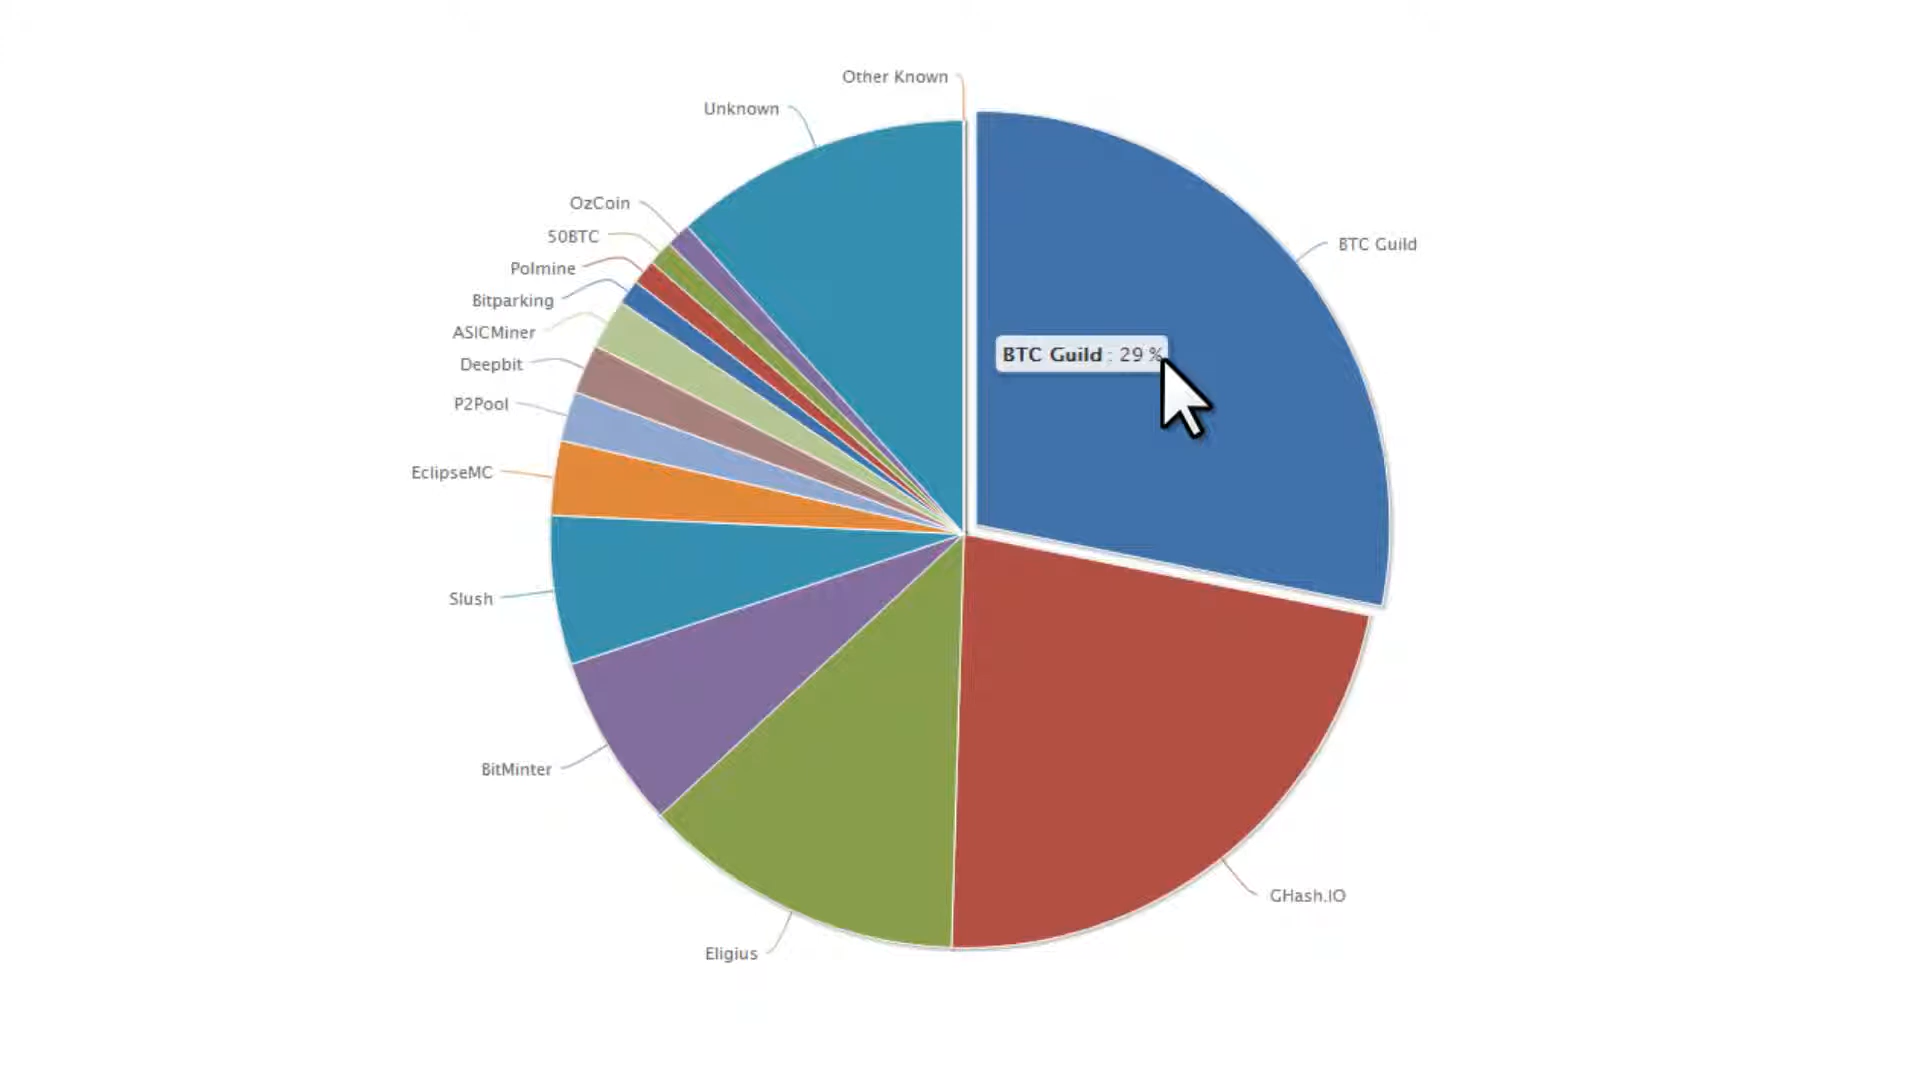 Other Known
Unknown
OzCoin
50BTC
BTC Guild
Polmine
Bitparking
ASICMiner
BTC Guild : 29 %
Deepbit
P2Pool
EclipseMC
Slush
BitMinter
GHash.IO
Eligius